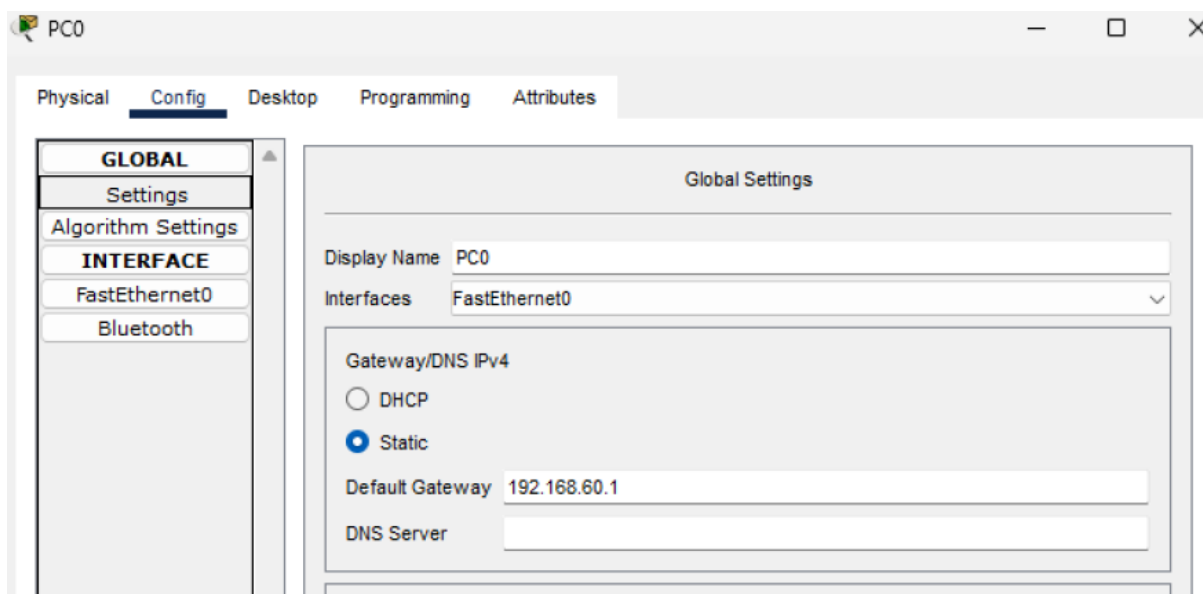 PC0
Physical Config Desktop Programming Attributes
GLOBAL
Settings
Algorithm Settings
INTERFACE
FastEthernet0
Bluetooth
Global Settings
Display Name PC0
Interfaces FastEthernet0
Gateway/DNS IPv4
DHCP
Static
Default Gateway 192.168.60.1
DNS Server